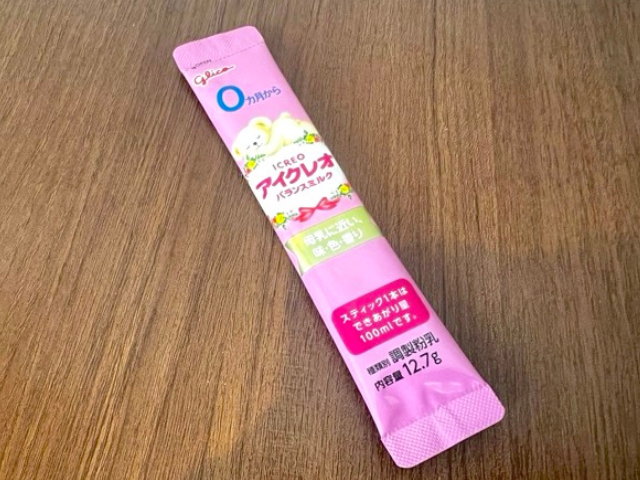 glico
0ヵ月から
ICREO
アイクレオ
バランスミルク
母乳に近い、
味・色・香り
スティック1本は
できあがり量
100mlです。
種類別 調製粉乳
内容量 12.7g